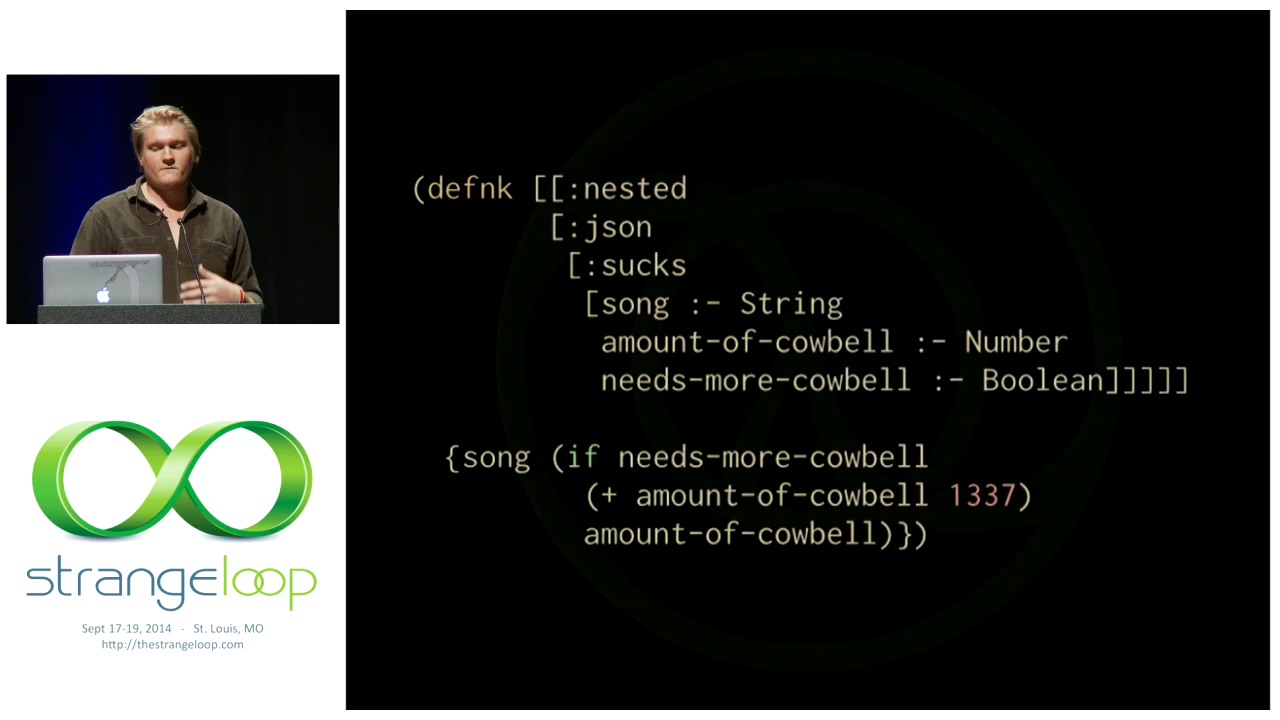 (defnk [[:nested
[:json
[:sucks
[song :- String
amount-of-cowbell :- Number
needs-more-cowbell :- Boolean]]]]]
{song (if needs-more-cowbell
(+ amount-of-cowbell 1337)
amount-of-cowbell)})
strangeloop
Sept 17-19, 2014 - St. Louis, MO
http://thestrangeloop.com